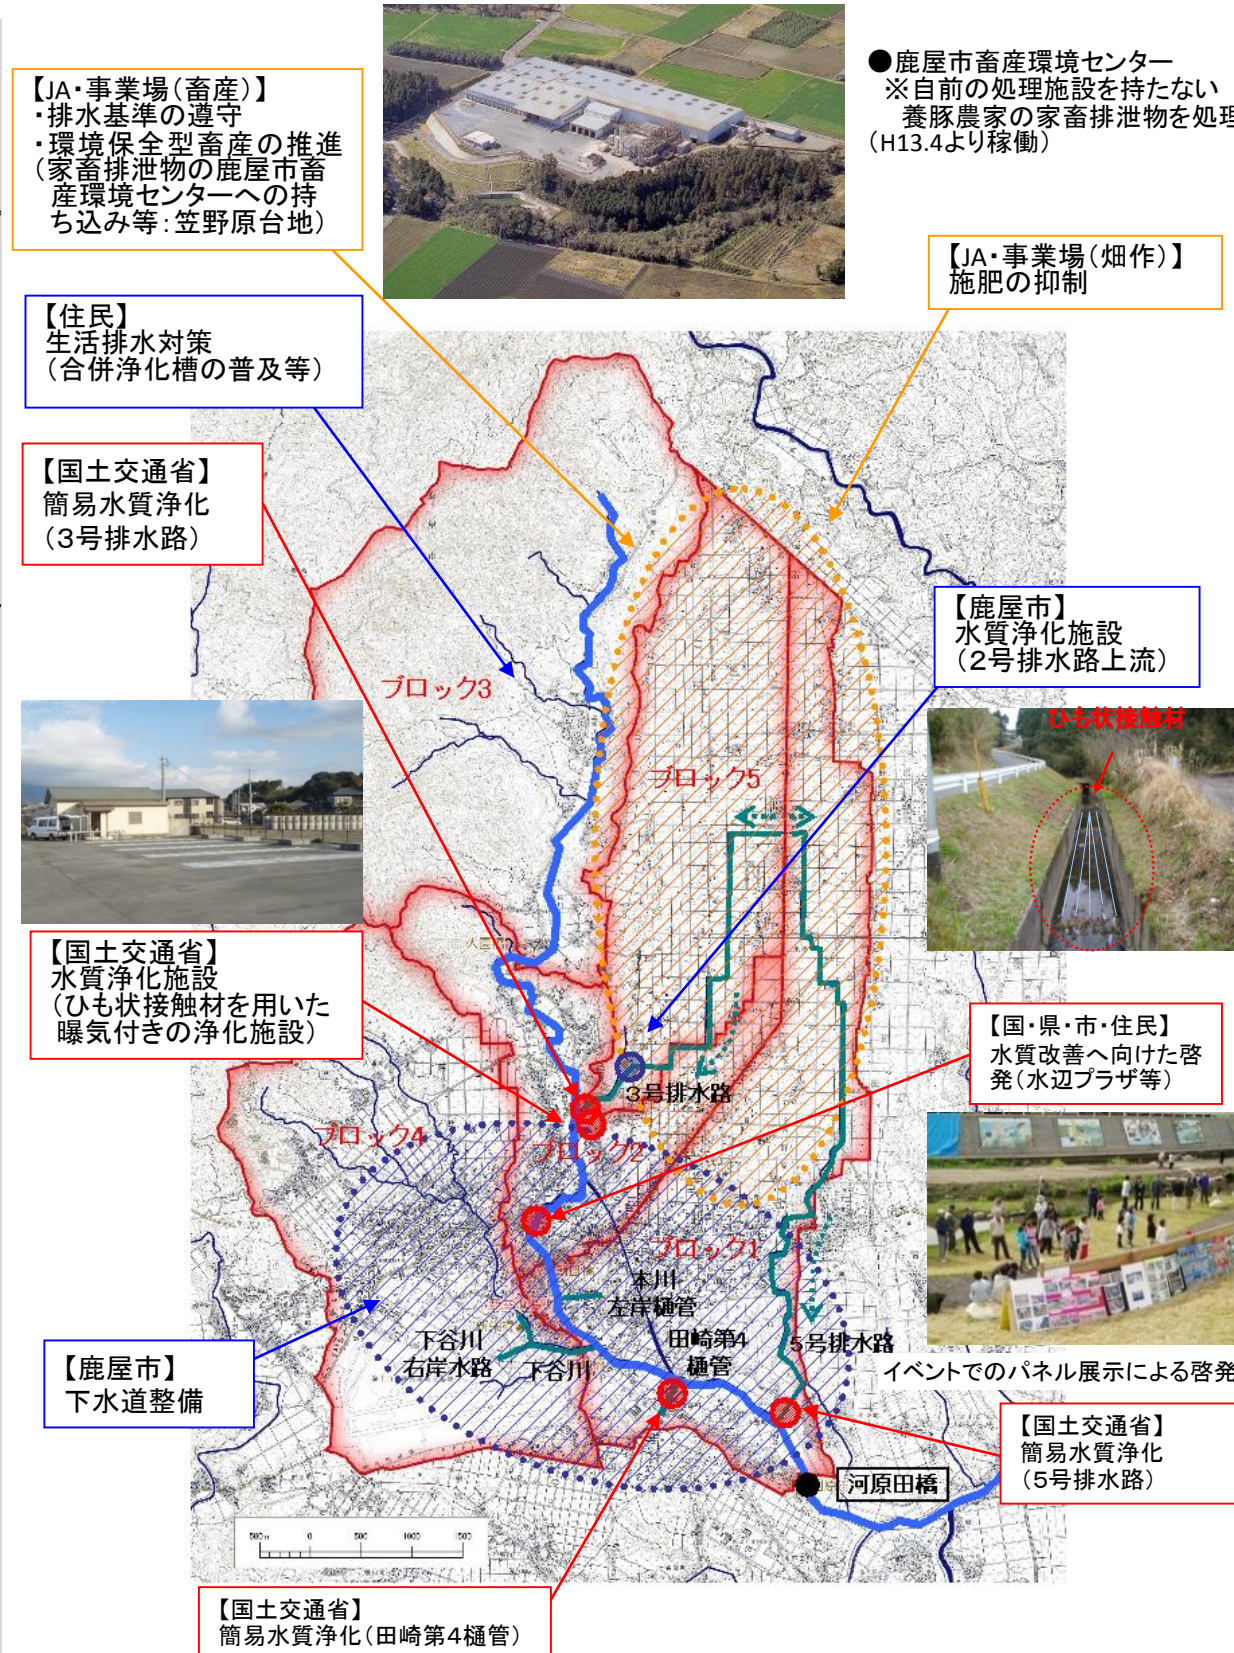 ●鹿屋市畜産環境センター
※自前の処理施設を持たない
養豚農家の家畜排泄物を処理
(H13.4より稼働)
【JA・事業場(畜産)】
・排水基準の遵守
・環境保全型畜産の推進
(家畜排泄物の鹿屋市畜
産環境センターへの持
ち込み等:笠野原台地)
【JA・事業場(畑作)】
施肥の抑制
【住民】
生活排水対策
(合併浄化槽の普及等)
【国土交通省】
簡易水質浄化
(3号排水路)
【鹿屋市】
水質浄化施設
(2号排水路上流)
ブロック3
ひも状接触材
ブロック5
【国土交通省】
水質浄化施設
(ひも状接触材を用いた
曝気付きの浄化施設)
【国・県・市・住民】
水質改善へ向けた啓
発(水辺プラザ等)
3号排水路
ブロック4
ブロック2
ブロック1
本川
左岸樋管
下谷川
右岸水路
下谷川
田崎第4
樋管
5号排水路
イベントでのパネル展示による啓発
【鹿屋市】
下水道整備
【国土交通省】
簡易水質浄化
(5号排水路)
河原田橋
500m 0 500 1000 1500
【国土交通省】
簡易水質浄化(田崎第4樋管)